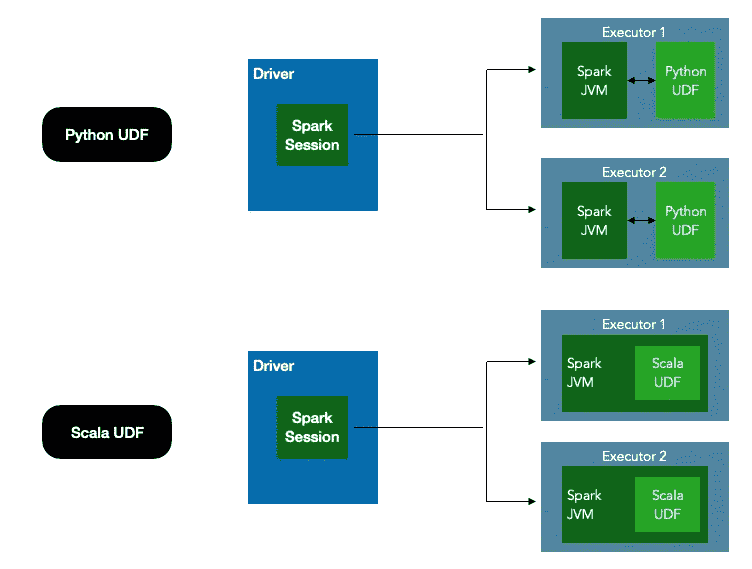 Python UDF
Driver
Spark
Session
Executor 1
Spark
JVM
Python
UDF
Executor 2
Spark
JVM
Python
UDF
Scala UDF
Driver
Spark
Session
Executor 1
Spark
JVM
Scala
UDF
Executor 2
Spark
JVM
Scala
UDF